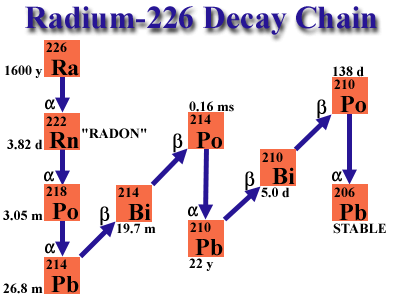 Radium-226 Decay Chain
226
Ra
1600 y
α
222
Rn
3.82 d
"RADON"
α
218
Po
3.05 m
α
214
Pb
26.8 m
β
214
Bi
19.7 m
β
0.16 ms
214
Po
α
210
Pb
22 y
β
210
Bi
5.0 d
β
138 d
210
Po
α
206
Pb
STABLE